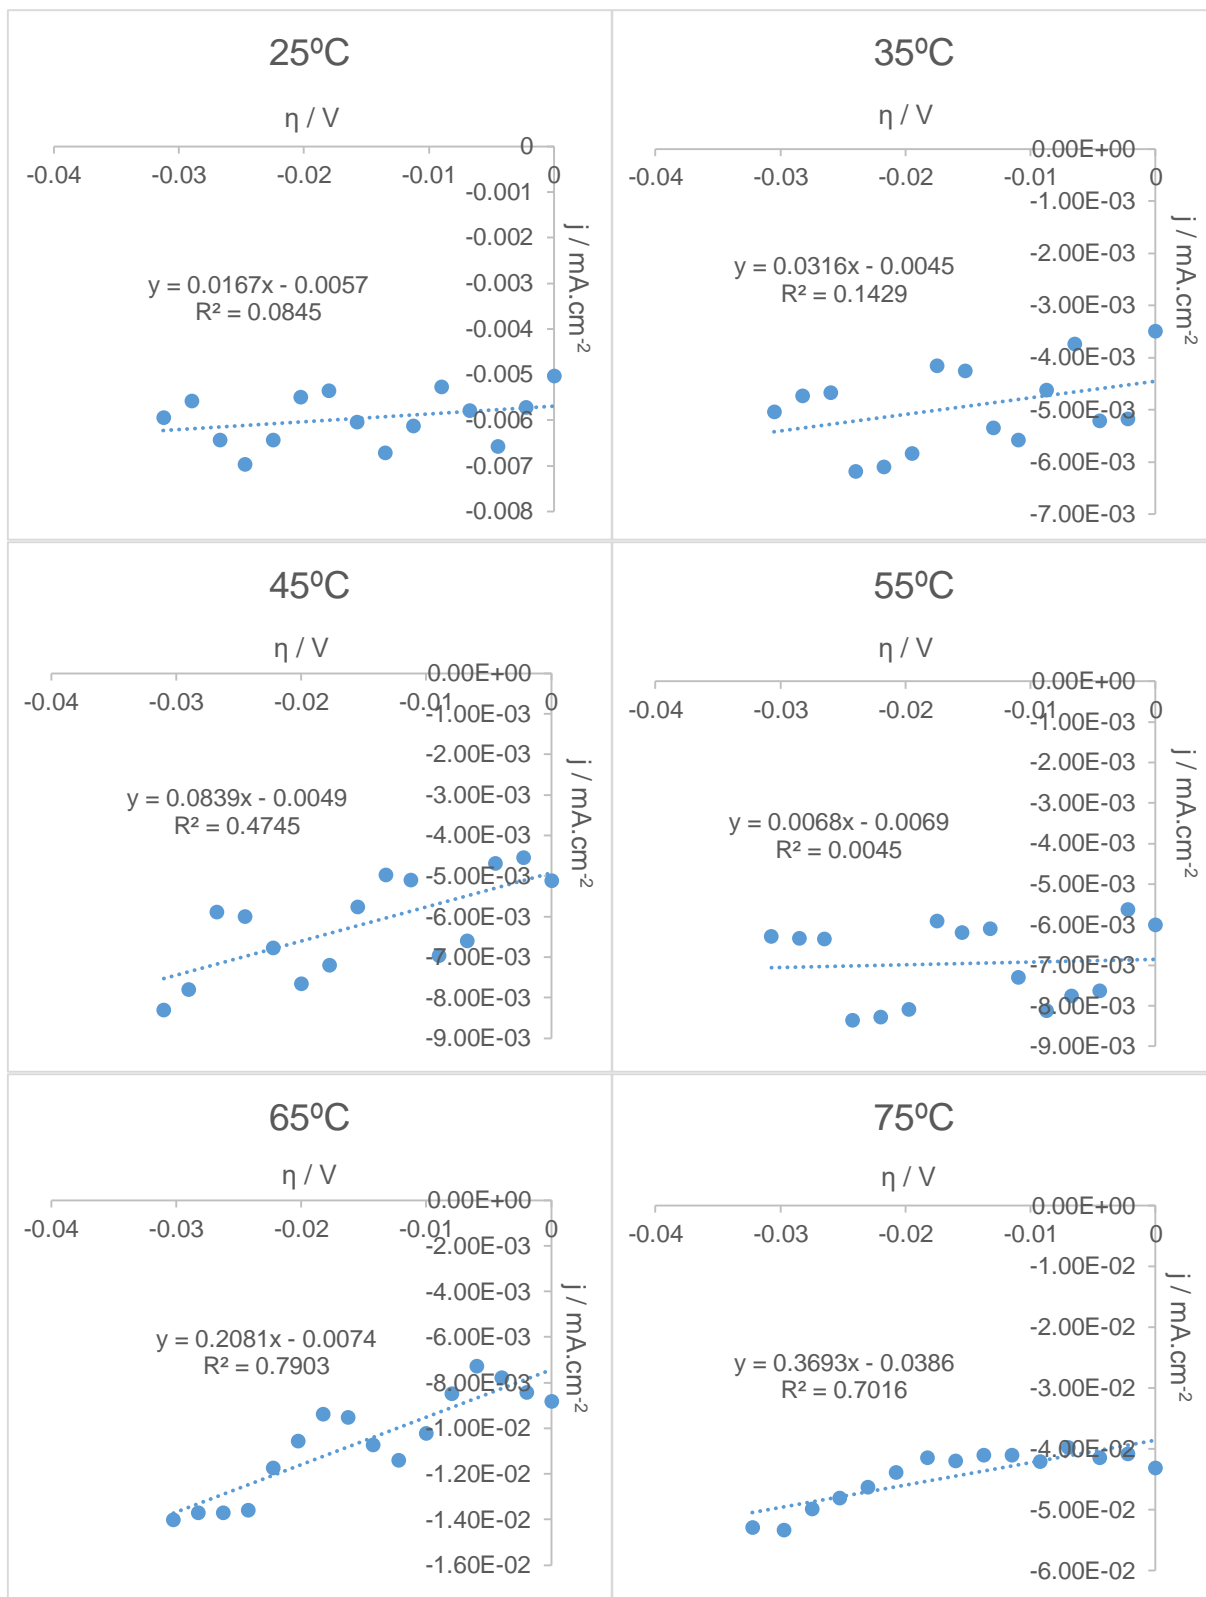 25ºC
η / V
-0.04 -0.03 -0.02 -0.01 0
0
-0.001
-0.002
-0.003
-0.004
-0.005
-0.006
-0.007
-0.008
j / mA.cm-2
y = 0.0167x - 0.0057
R² = 0.0845
35ºC
η / V
-0.04 -0.03 -0.02 -0.01 0
0.00E+00
-1.00E-03
-2.00E-03
-3.00E-03
-4.00E-03
-5.00E-03
-6.00E-03
-7.00E-03
j / mA.cm-2
y = 0.0316x - 0.0045
R² = 0.1429
45ºC
η / V
-0.04 -0.03 -0.02 -0.01 0
0.00E+00
-1.00E-03
-2.00E-03
-3.00E-03
-4.00E-03
-5.00E-03
-6.00E-03
-7.00E-03
-8.00E-03
-9.00E-03
j / mA.cm-2
y = 0.0839x - 0.0049
R² = 0.4745
55ºC
η / V
-0.04 -0.03 -0.02 -0.01 0
0.00E+00
-1.00E-03
-2.00E-03
-3.00E-03
-4.00E-03
-5.00E-03
-6.00E-03
-7.00E-03
-8.00E-03
-9.00E-03
j / mA.cm-2
y = 0.0068x - 0.0069
R² = 0.0045
65ºC
η / V
-0.04 -0.03 -0.02 -0.01 0
0.00E+00
-2.00E-03
-4.00E-03
-6.00E-03
-8.00E-03
-1.00E-02
-1.20E-02
-1.40E-02
-1.60E-02
j / mA.cm-2
y = 0.2081x - 0.0074
R² = 0.7903
75ºC
η / V
-0.04 -0.03 -0.02 -0.01 0
0.00E+00
-1.00E-02
-2.00E-02
-3.00E-02
-4.00E-02
-5.00E-02
-6.00E-02
j / mA.cm-2
y = 0.3693x - 0.0386
R² = 0.7016